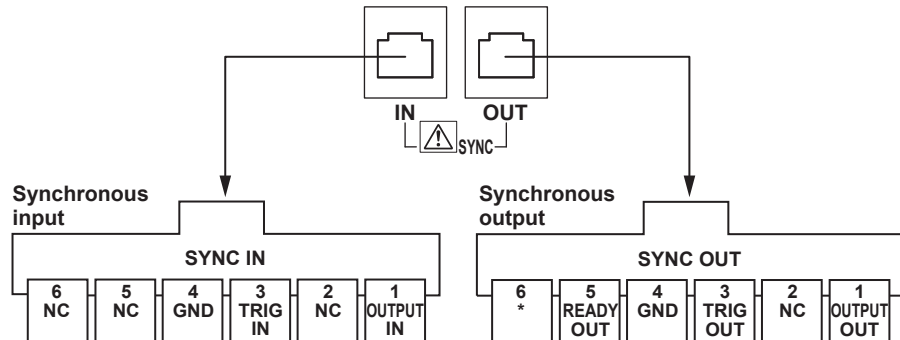 IN OUT
SYNC
Synchronous
input
SYNC IN
6 5 4 3 2 1
NC NC GND TRIG NC OUTPUT
IN IN
Synchronous
output
SYNC OUT
6 5 4 3 2 1
* READY GND TRIG NC OUTPUT
OUT OUT OUT